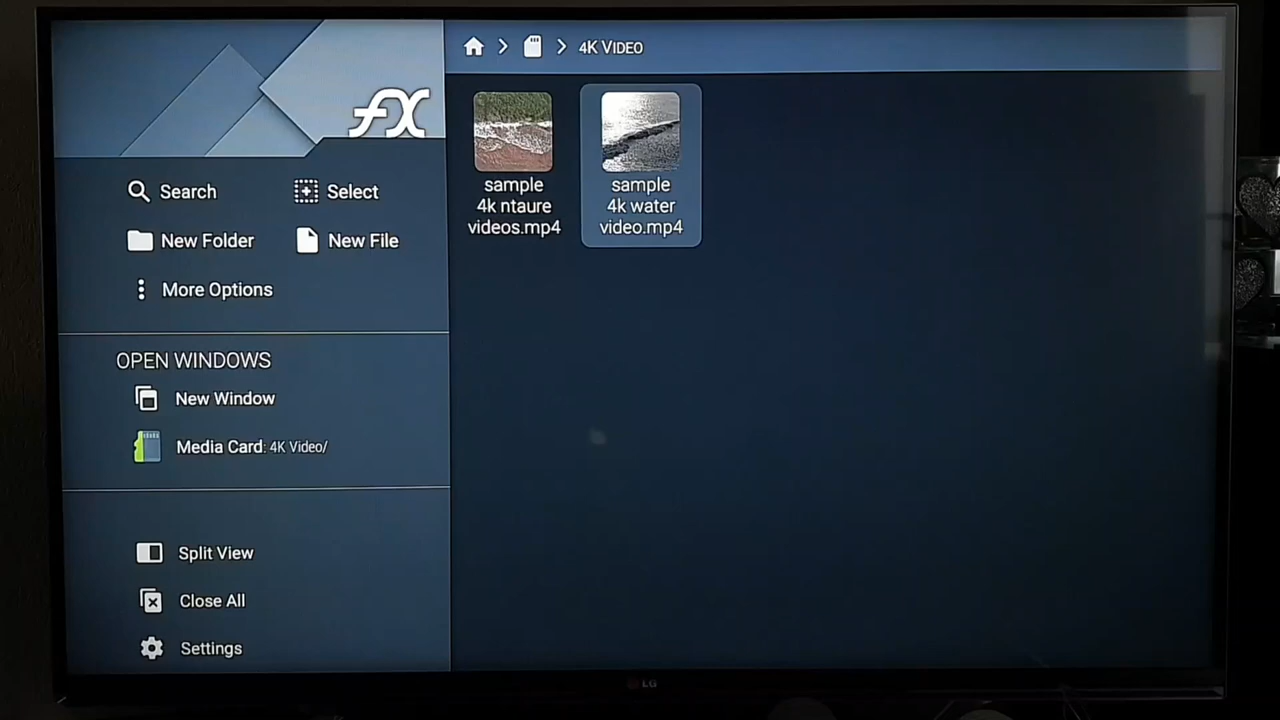 fX
4K VIDEO
Search
Select
New Folder
New File
More Options
OPEN WINDOWS
New Window
Media Card: 4K Video/
Split View
Close All
Settings
sample
4k ntaure
videos.mp4
sample
4k water
video.mp4
LG